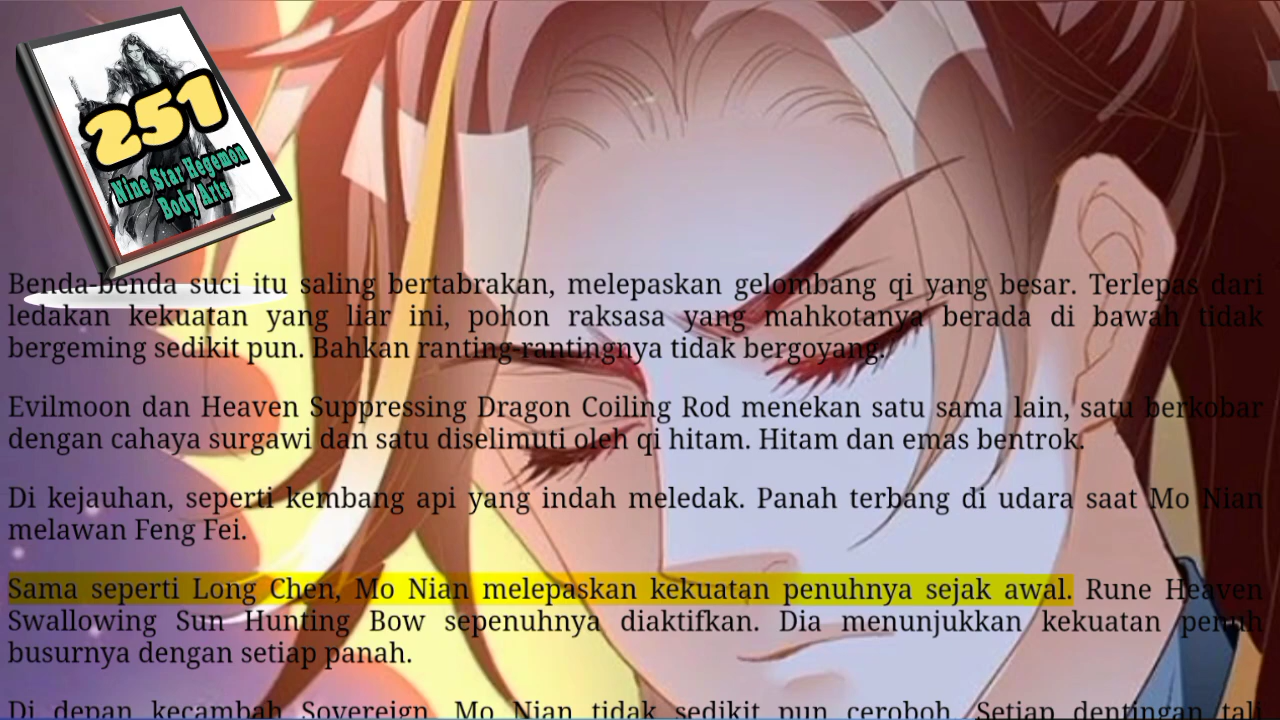 251
Nine Star Hegemon
Body Arts
Benda-benda suci itu saling bertabrakan, melepaskan gelombang qi yang besar. Terlepas dari
ledakan kekuatan yang liar ini, pohon raksasa yang mahkotanya berada di bawah tidak
bergeming sedikit pun. Bahkan ranting-rantingnya tidak bergoyang.
Evilmoon dan Heaven Suppressing Dragon Coiling Rod menekan satu sama lain, satu berkobar
dengan cahaya surgawi dan satu diselimuti oleh qi hitam. Hitam dan emas bentrok.
Di kejauhan, seperti kembang api yang indah meledak. Panah terbang di udara saat Mo Nian
melawan Feng Fei.
Sama seperti Long Chen, Mo Nian melepaskan kekuatan penuhnya sejak awal. Rune Heaven
Swallowing Sun Hunting Bow sepenuhnya diaktifkan. Dia menunjukkan kekuatan penuh
busurnya dengan setiap panah.
Di depan kecambah Sovereign, Mo Nian tidak sedikit pun ceroboh. Setiap dentingan tali